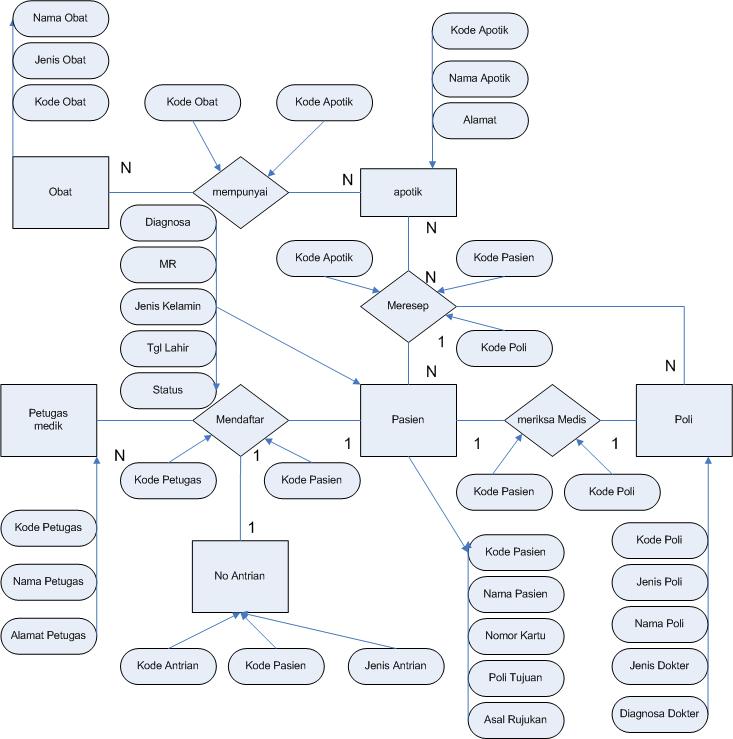 Nama Obat
Jenis Obat
Kode Obat
Kode Obat
Kode Apotik
Kode Apotik
Nama Apotik
Alamat
Obat
N
mempunyai
N
apotik
N
Diagnosa
MR
Jenis Kelamin
Tgl Lahir
Status
Kode Apotik
N
Kode Pasien
Meresep
1
Kode Poli
N
N
Petugas
medik
N
Mendaftar
1
1
Pasien
1
meriksa Medis
1
Poli
Kode Petugas
Kode Pasien
Kode Pasien
Kode Poli
Kode Petugas
Nama Petugas
Alamat Petugas
1
No Antrian
Kode Antrian
Kode Pasien
Jenis Antrian
Kode Pasien
Nama Pasien
Nomor Kartu
Poli Tujuan
Asal Rujukan
Kode Poli
Jenis Poli
Nama Poli
Jenis Dokter
Diagnosa Dokter